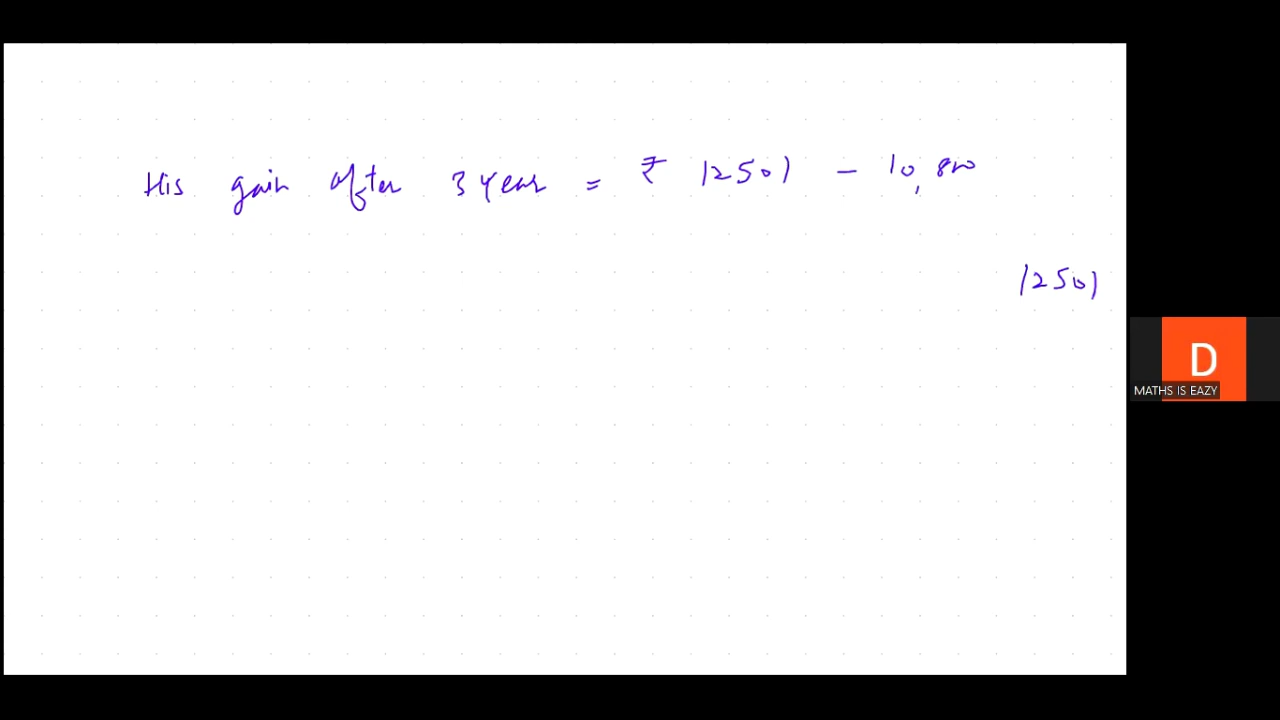 His gain after 3 year = ₹ 12501 - 10,800
12501
D
MATHS IS EAZY